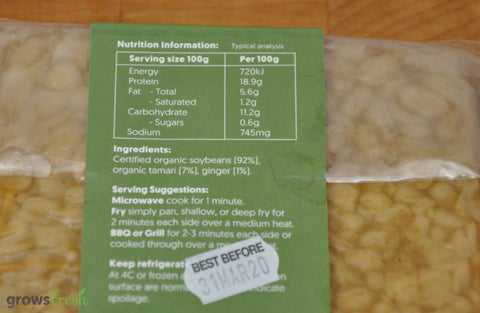 Nutrition Information: Typical analysis
Serving size 100g Per 100g
Energy 720kJ
Protein 18.9g
Fat - Total 5.6g
- Saturated 1.2g
Carbohydrate 11.2g
- Sugars 0.6g
Sodium 745mg
Ingredients:
Certified organic soybeans (92%),
organic tamari (7%), ginger (1%).
Serving Suggestions:
Microwave cook for 1 minute.
Fry simply pan, shallow, or deep fry for
2 minutes each side over a medium heat.
BBQ or Grill for 2-3 minutes each side or
cooked through over a heat.
Keep
At 4C or frozen
surface are
spoilage.
BEST BEFORE
31MAR20
growsFresh